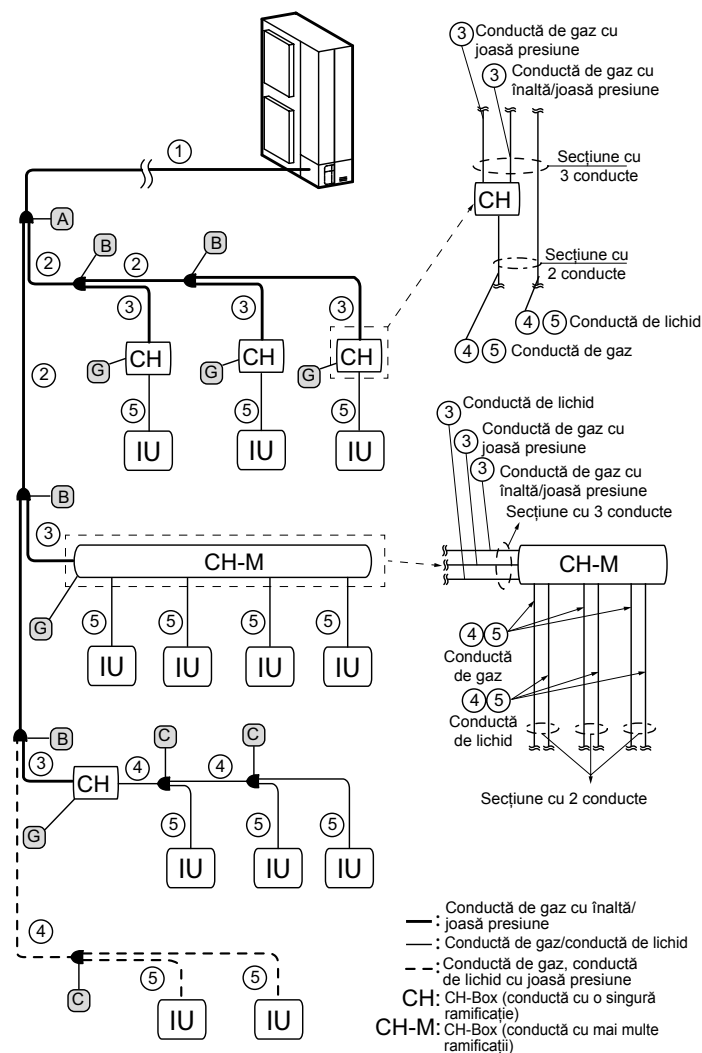 1
A
B
B
2
2
3
3
3
CH
CH
CH
G
G
G
2
5
5
5
IU
IU
IU
B
3
CH-M
G
5
5
5
5
IU
IU
IU
IU
B
C
C
3
4
4
CH
G
5
5
5
IU
IU
IU
4
C
5
5
IU
IU
3 Conductă de gaz cu
joasă presiune
3 Conductă de gaz cu
înaltă/joasă presiune
Secțiune cu
3 conducte
CH
Secțiune cu
2 conducte
4 5 Conductă de lichid
4 5 Conductă de gaz
3 Conductă de lichid
3 Conductă de gaz cu
joasă presiune
3 Conductă de gaz cu
înaltă/joasă presiune
Secțiune cu 3 conducte
CH-M
4 5
Conductă
de gaz
4 5
Conductă
de lichid
Secțiune cu 2 conducte
: Conductă de gaz cu înaltă/
joasă presiune
: Conductă de gaz/conductă de lichid
: Conductă de gaz, conductă
de lichid cu joasă presiune
CH: CH-Box (conductă cu o singură
ramificație)
CH-M: CH-Box (conductă cu mai multe
ramificații)